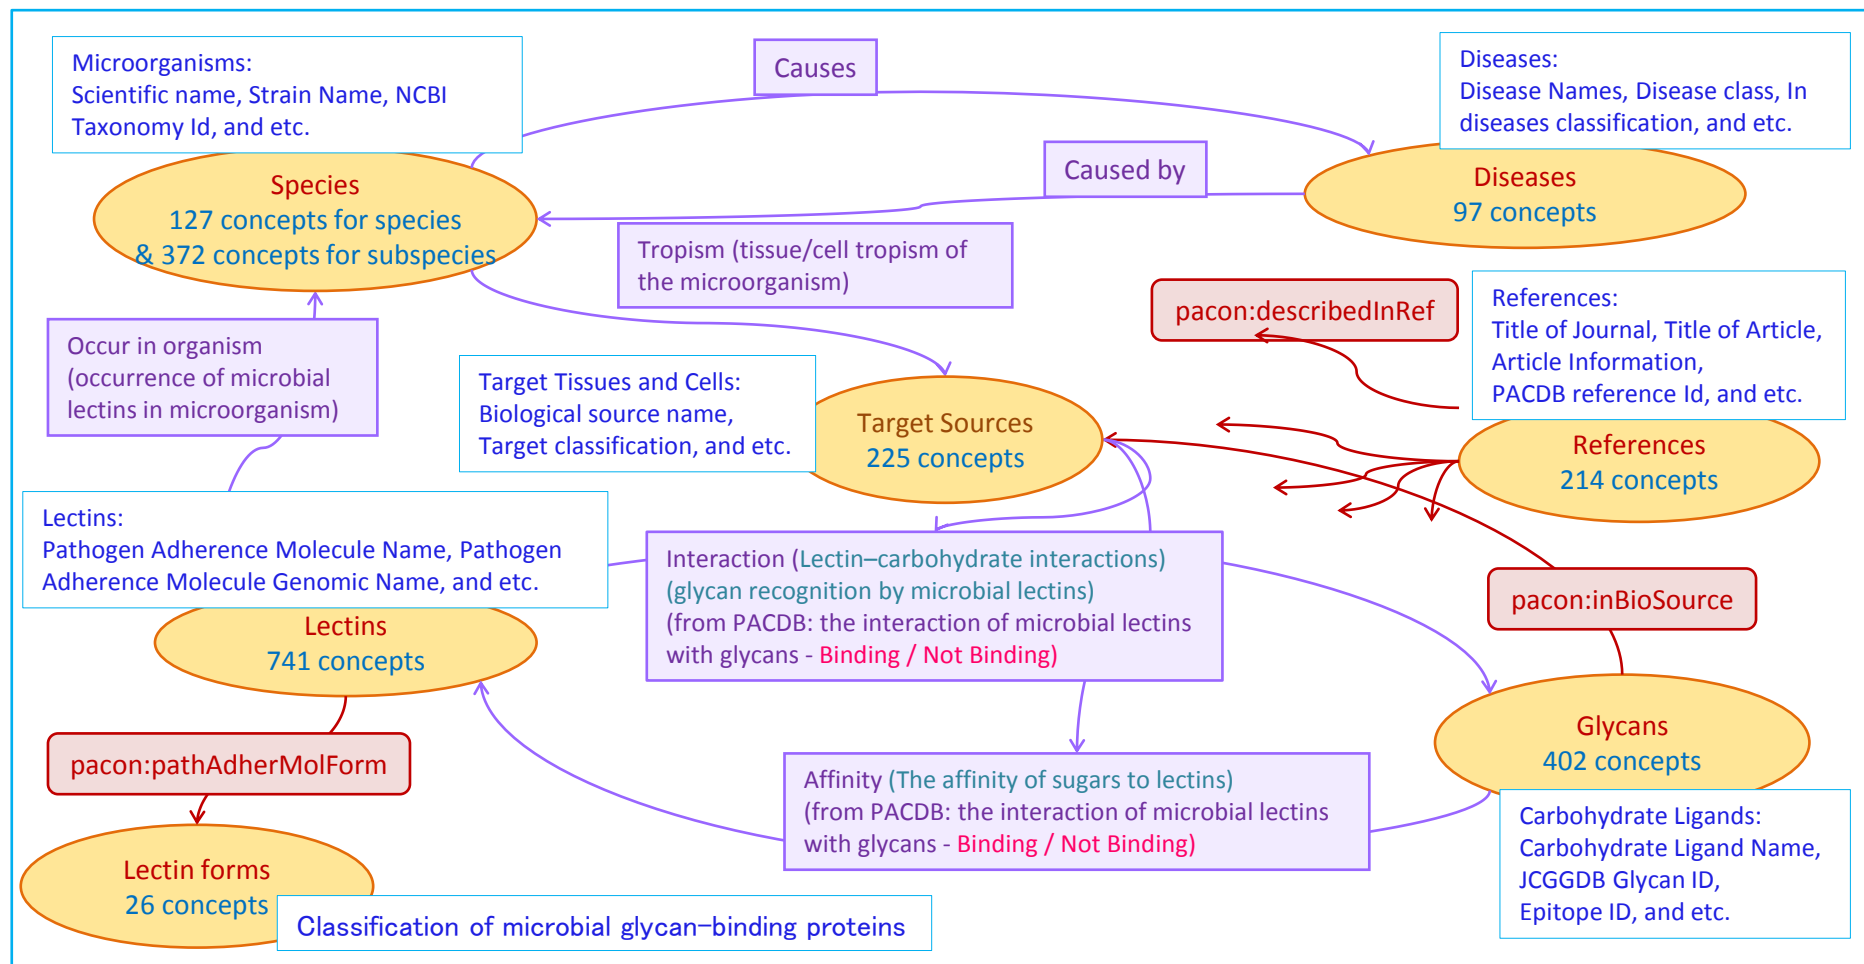 Microorganisms:
Scientific name, Strain Name, NCBI
Taxonomy Id, and etc.
Causes
Diseases:
Disease Names, Disease class, In
diseases classification, and etc.
Species
127 concepts for species
& 372 concepts for subspecies
Caused by
Diseases
97 concepts
Tropism (tissue/cell tropism of
the microorganism)
pacon:describedInRef
References:
Title of Journal, Title of Article,
Article Information,
PACDB reference Id, and etc.
Occur in organism
(occurrence of microbial
lectins in microorganism)
Target Tissues and Cells:
Biological source name,
Target classification, and etc.
Target Sources
225 concepts
References
214 concepts
Lectins:
Pathogen Adherence Molecule Name, Pathogen
Adherence Molecule Genomic Name, and etc.
Interaction (Lectin–carbohydrate interactions)
(glycan recognition by microbial lectins)
(from PACDB: the interaction of microbial lectins
with glycans - Binding / Not Binding)
pacon:inBioSource
Lectins
741 concepts
Glycans
402 concepts
pacon:pathAdherMolForm
Affinity (The affinity of sugars to lectins)
(from PACDB: the interaction of microbial lectins
with glycans - Binding / Not Binding)
Carbohydrate Ligands:
Carbohydrate Ligand Name,
JCGGDB Glycan ID,
Epitope ID, and etc.
Lectin forms
26 concepts
Classification of microbial glycan−binding proteins